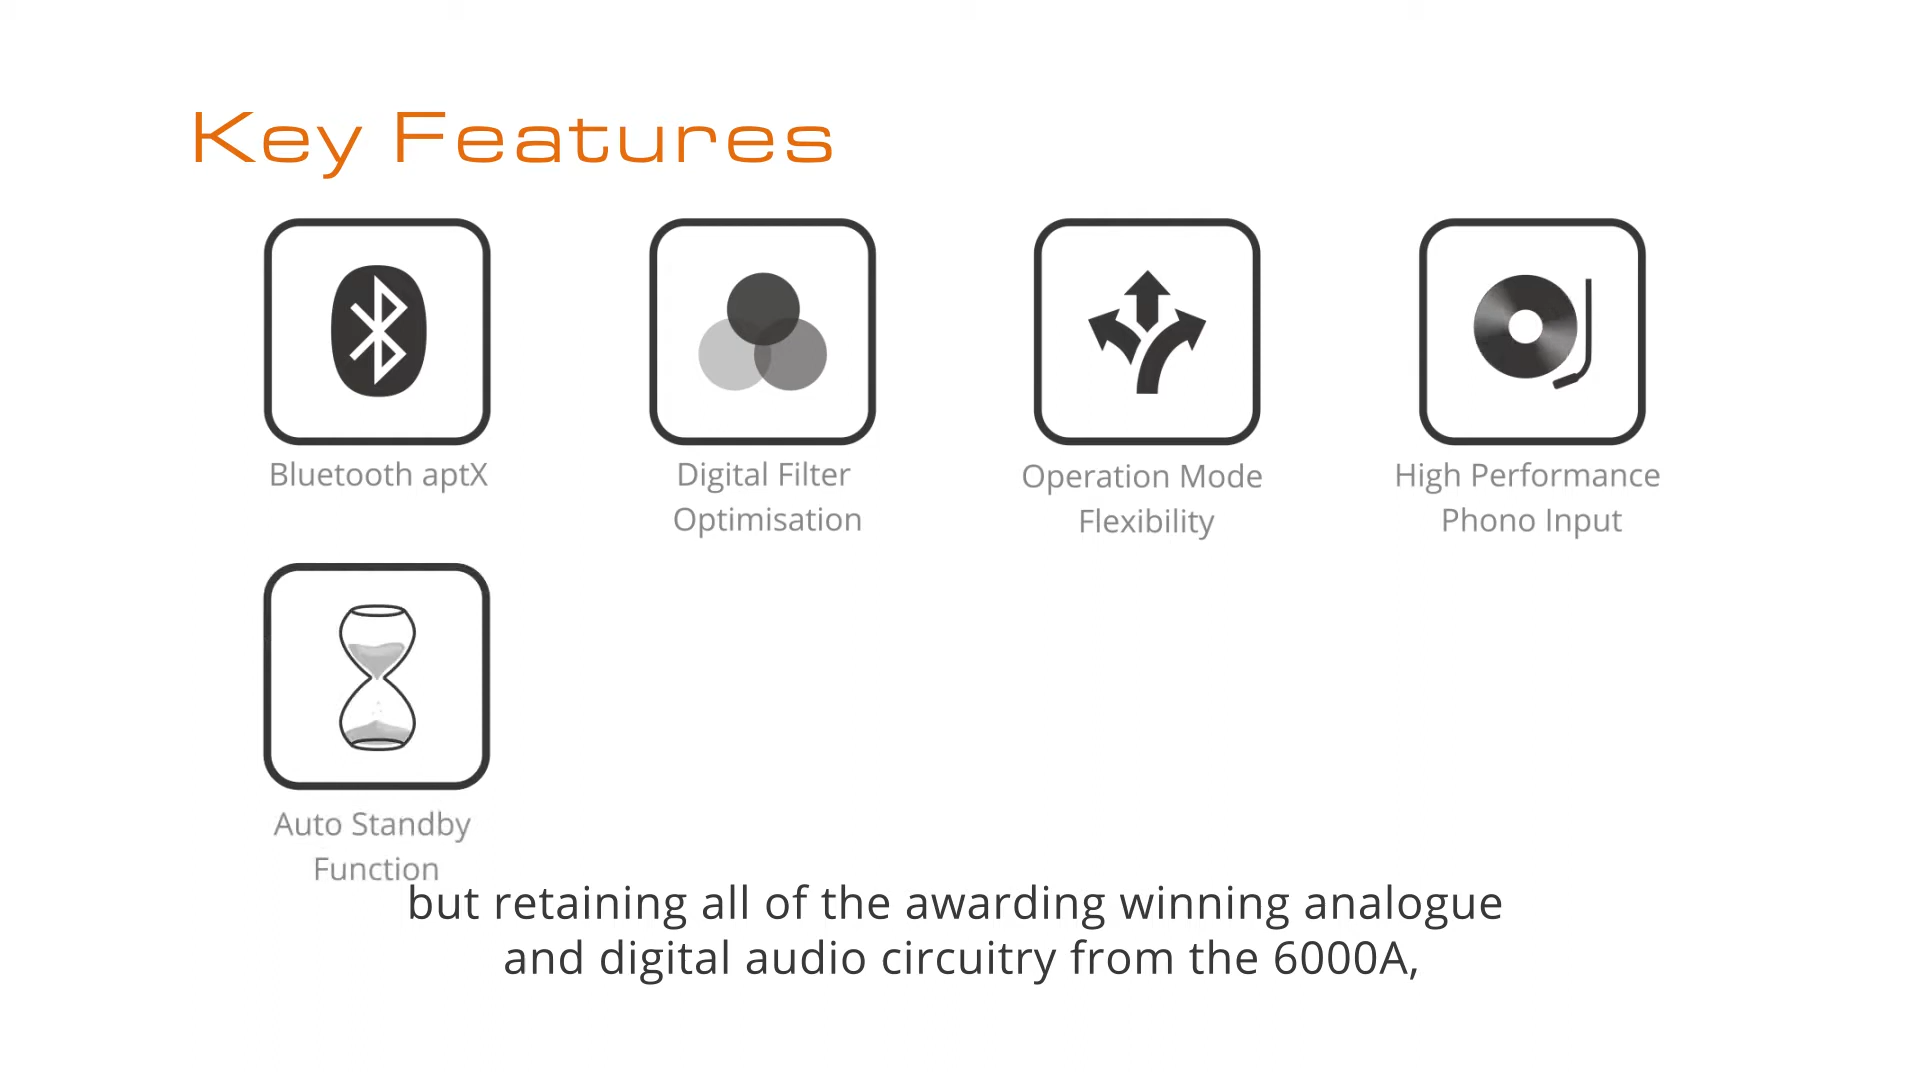 Key Features
Bluetooth aptX
Digital Filter
Optimisation
Operation Mode
Flexibility
High Performance
Phono Input
Auto Standby
Function
but retaining all of the awarding winning analogue
and digital audio circuitry from the 6000A,